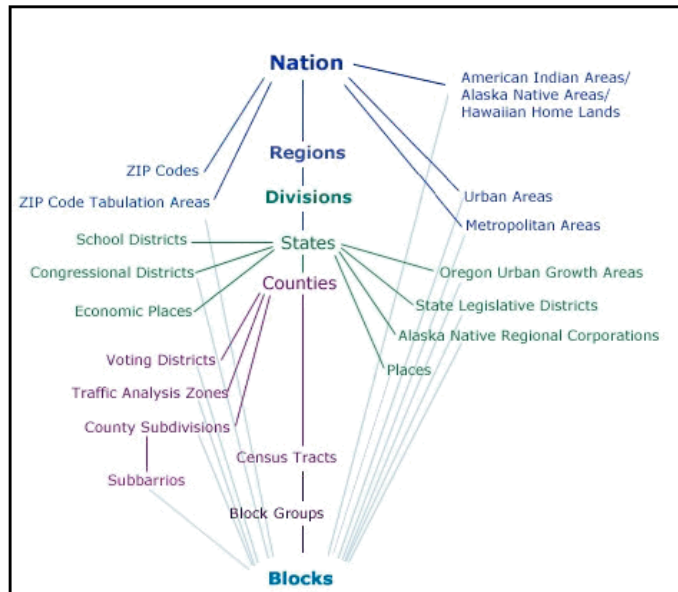 Nation
American Indian Areas/
Alaska Native Areas/
Hawaiian Home Lands
Regions
ZIP Codes
Divisions
Urban Areas
ZIP Code Tabulation Areas
Metropolitan Areas
School Districts
States
Congressional Districts
Oregon Urban Growth Areas
Counties
Economic Places
State Legislative Districts
Alaska Native Regional Corporations
Voting Districts
Places
Traffic Analysis Zones
County Subdivisions
Census Tracts
Subbarrios
Block Groups
Blocks